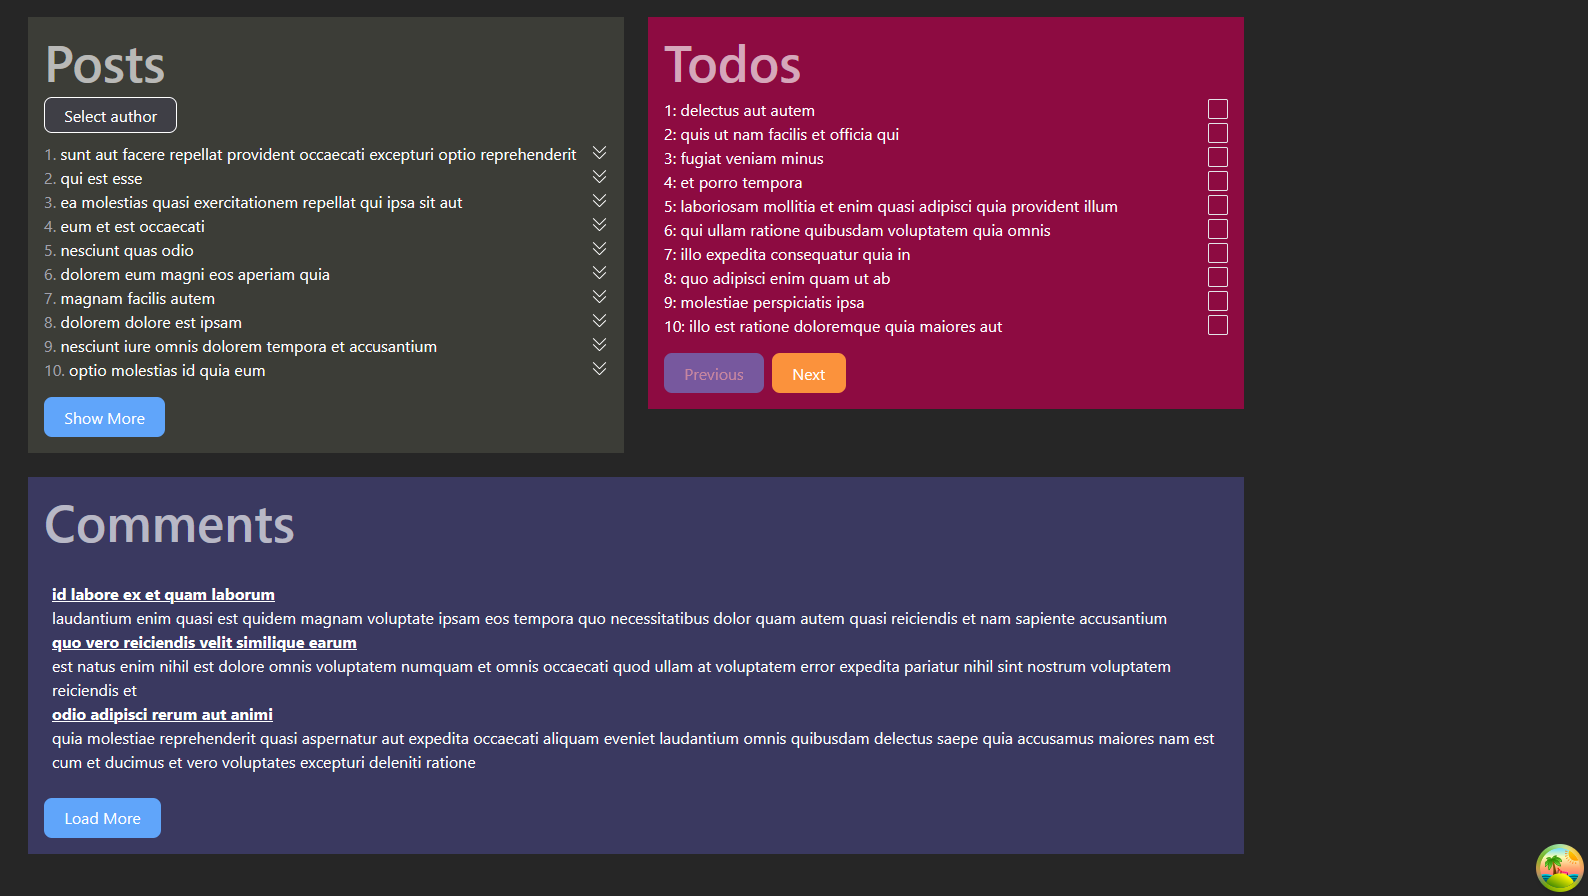 Posts
Select author
1. sunt aut facere repellat provident occaecati excepturi optio reprehenderit
2. qui est esse
3. ea molestias quasi exercitationem repellat qui ipsa sit aut
4. eum et est occaecati
5. nesciunt quas odio
6. dolorem eum magni eos aperiam quia
7. magnam facilis autem
8. dolorem dolore est ipsam
9. nesciunt iure omnis dolorem tempora et accusantium
10. optio molestias id quia eum
Show More
Todos
1: delectus aut autem
2: quis ut nam facilis et officia qui
3: fugiat veniam minus
4: et porro tempora
5: laboriosam mollitia et enim quasi adipisci quia provident illum
6: qui ullam ratione quibusdam voluptatem quia omnis
7: illo expedita consequatur quia in
8: quo adipisci enim quam ut ab
9: molestiae perspiciatis ipsa
10: illo est ratione doloremque quia maiores aut
Previous
Next
Comments
id labore ex et quam laborum
laudantium enim quasi est quidem magnam voluptate ipsam eos tempora quo necessitatibus dolor quam autem quasi reiciendis et nam sapiente accusantium
quo vero reiciendis velit similique earum
est natus enim nihil est dolore omnis voluptatem numquam et omnis occaecati quod ullam at voluptatem error expedita pariatur nihil sint nostrum voluptatem
reiciendis et
odio adipisci rerum aut animi
quia molestiae reprehenderit quasi aspernatur aut expedita occaecati aliquam eveniet laudantium omnis quibusdam delectus saepe quia accusamus maiores nam est
cum et ducimus et vero voluptates excepturi deleniti ratione
Load More